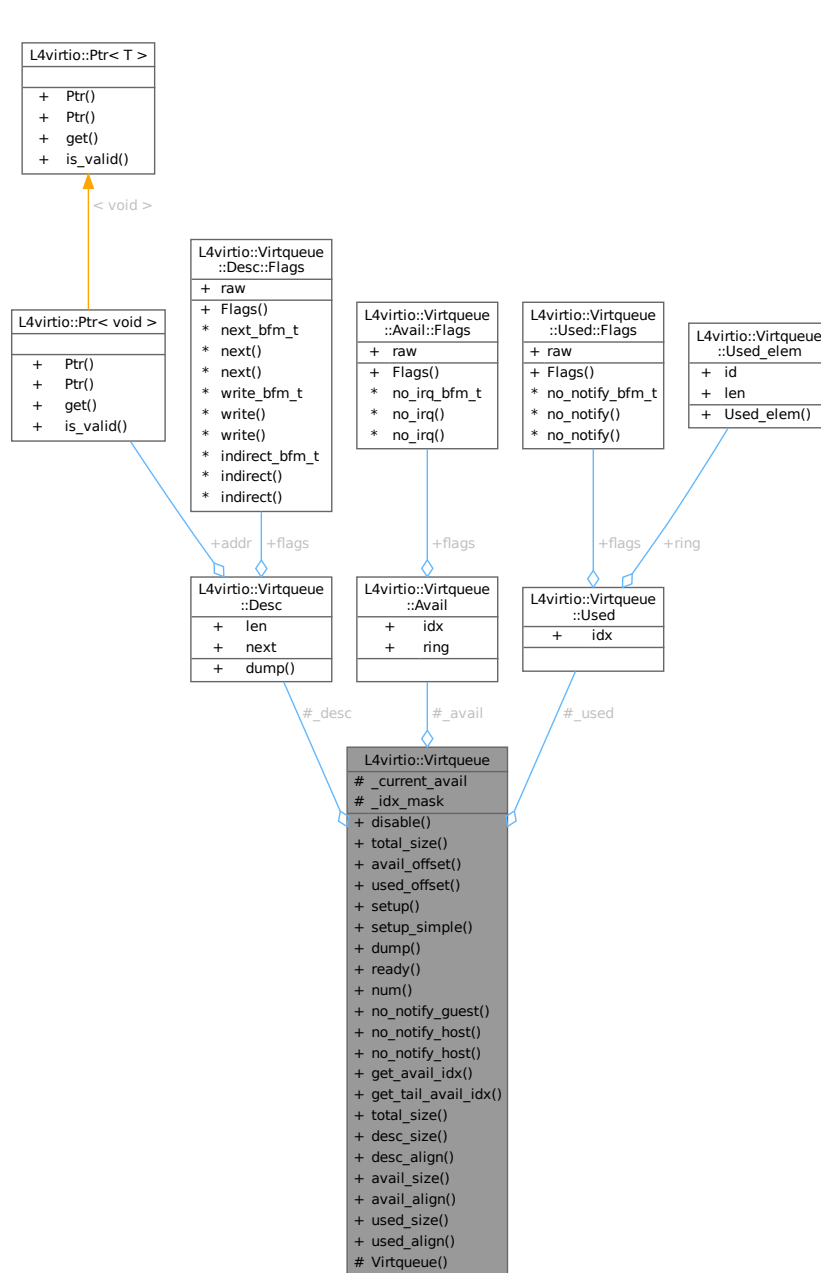 L4virtio::Ptr< T >
+ Ptr()
+ Ptr()
+ get()
+ is_valid()
< void >
L4virtio::Ptr< void >
+ Ptr()
+ Ptr()
+ get()
+ is_valid()
L4virtio::Virtqueue
::Desc::Flags
+ raw
+ Flags()
* next_bfm_t
* next()
* next()
* write_bfm_t
* write()
* write()
* indirect_bfm_t
* indirect()
* indirect()
L4virtio::Virtqueue
::Avail::Flags
+ raw
+ Flags()
* no_irq_bfm_t
* no_irq()
* no_irq()
L4virtio::Virtqueue
::Used::Flags
+ raw
+ Flags()
* no_notify_bfm_t
* no_notify()
* no_notify()
L4virtio::Virtqueue
::Used_elem
+ id
+ len
+ Used_elem()
+addr
+flags
+flags
+flags
+ring
L4virtio::Virtqueue
::Desc
+ len
+ next
+ dump()
L4virtio::Virtqueue
::Avail
+ idx
+ ring
L4virtio::Virtqueue
::Used
+ idx
#_desc
#_avail
#_used
L4virtio::Virtqueue
# _current_avail
# _idx_mask
+ disable()
+ total_size()
+ avail_offset()
+ used_offset()
+ setup()
+ setup_simple()
+ dump()
+ ready()
+ num()
+ no_notify_guest()
+ no_notify_host()
+ no_notify_host()
+ get_avail_idx()
+ get_tail_avail_idx()
+ total_size()
+ desc_size()
+ desc_align()
+ avail_size()
+ avail_align()
+ used_size()
+ used_align()
# Virtqueue()